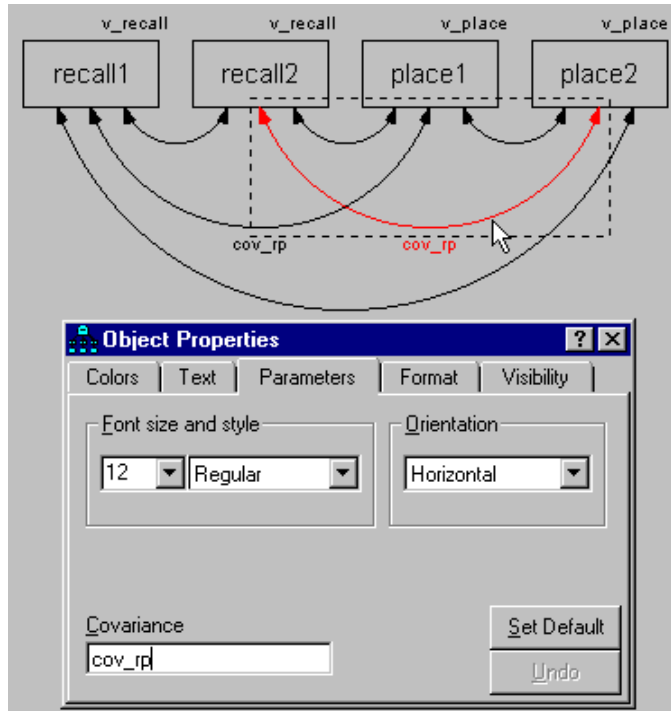 v_recall v_recall v_place v_place
recall1 recall2 place1 place2
cov_rp cov_rp
Object Properties
Colors Text Parameters Format Visibility
Font size and style Orientation
12 Regular Horizontal
Covariance Set Default
cov_rp Undo